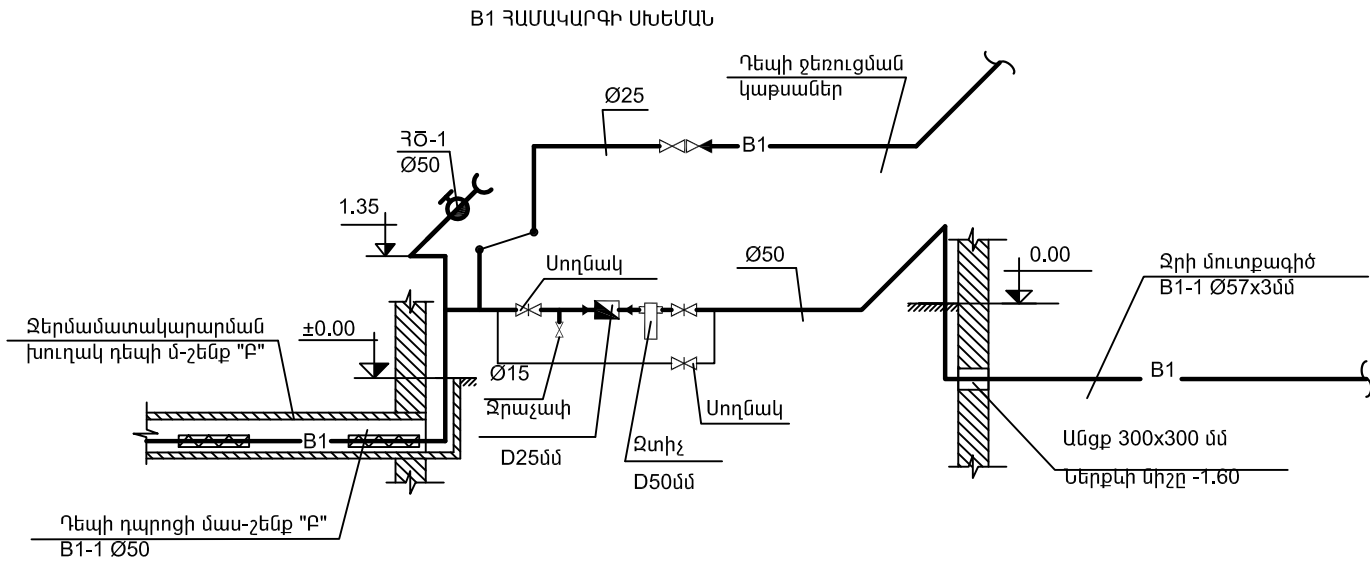 B1 ՀԱՄԱԿԱՐԳԻ ՍԽԵՄԱՆ
Դեպի ջեռուցման
կաթսաներ
Ø25
B1
ՀԾ-1
Ø50
1.35
Սողնակ
Ø50
0.00
Ջրի մուտքագիծ
B1-1 Ø57x3մմ
Ջերմամատակարարման
խուղակ դեպի մ-շենք "Բ"
±0.00
Ø15
Ջրաչափ
D25մմ
Զտիչ
D50մմ
Սողնակ
B1
B1
Անցք 300x300 մմ
Ներքևի նիշը -1.60
Դեպի դպրոցի մաս-շենք "Բ"
B1-1 Ø50